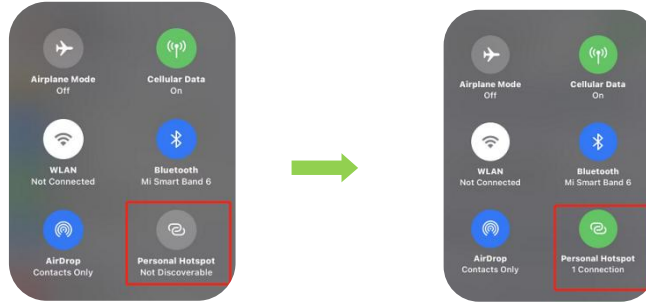 Airplane Mode
Off
Cellular Data
On
WLAN
Not Connected
Bluetooth
Mi Smart Band 6
AirDrop
Contacts Only
Personal Hotspot
Not Discoverable
Airplane Mode
Off
Cellular Data
On
WLAN
Not Connected
Bluetooth
Mi Smart Band 6
AirDrop
Contacts Only
Personal Hotspot
1 Connection